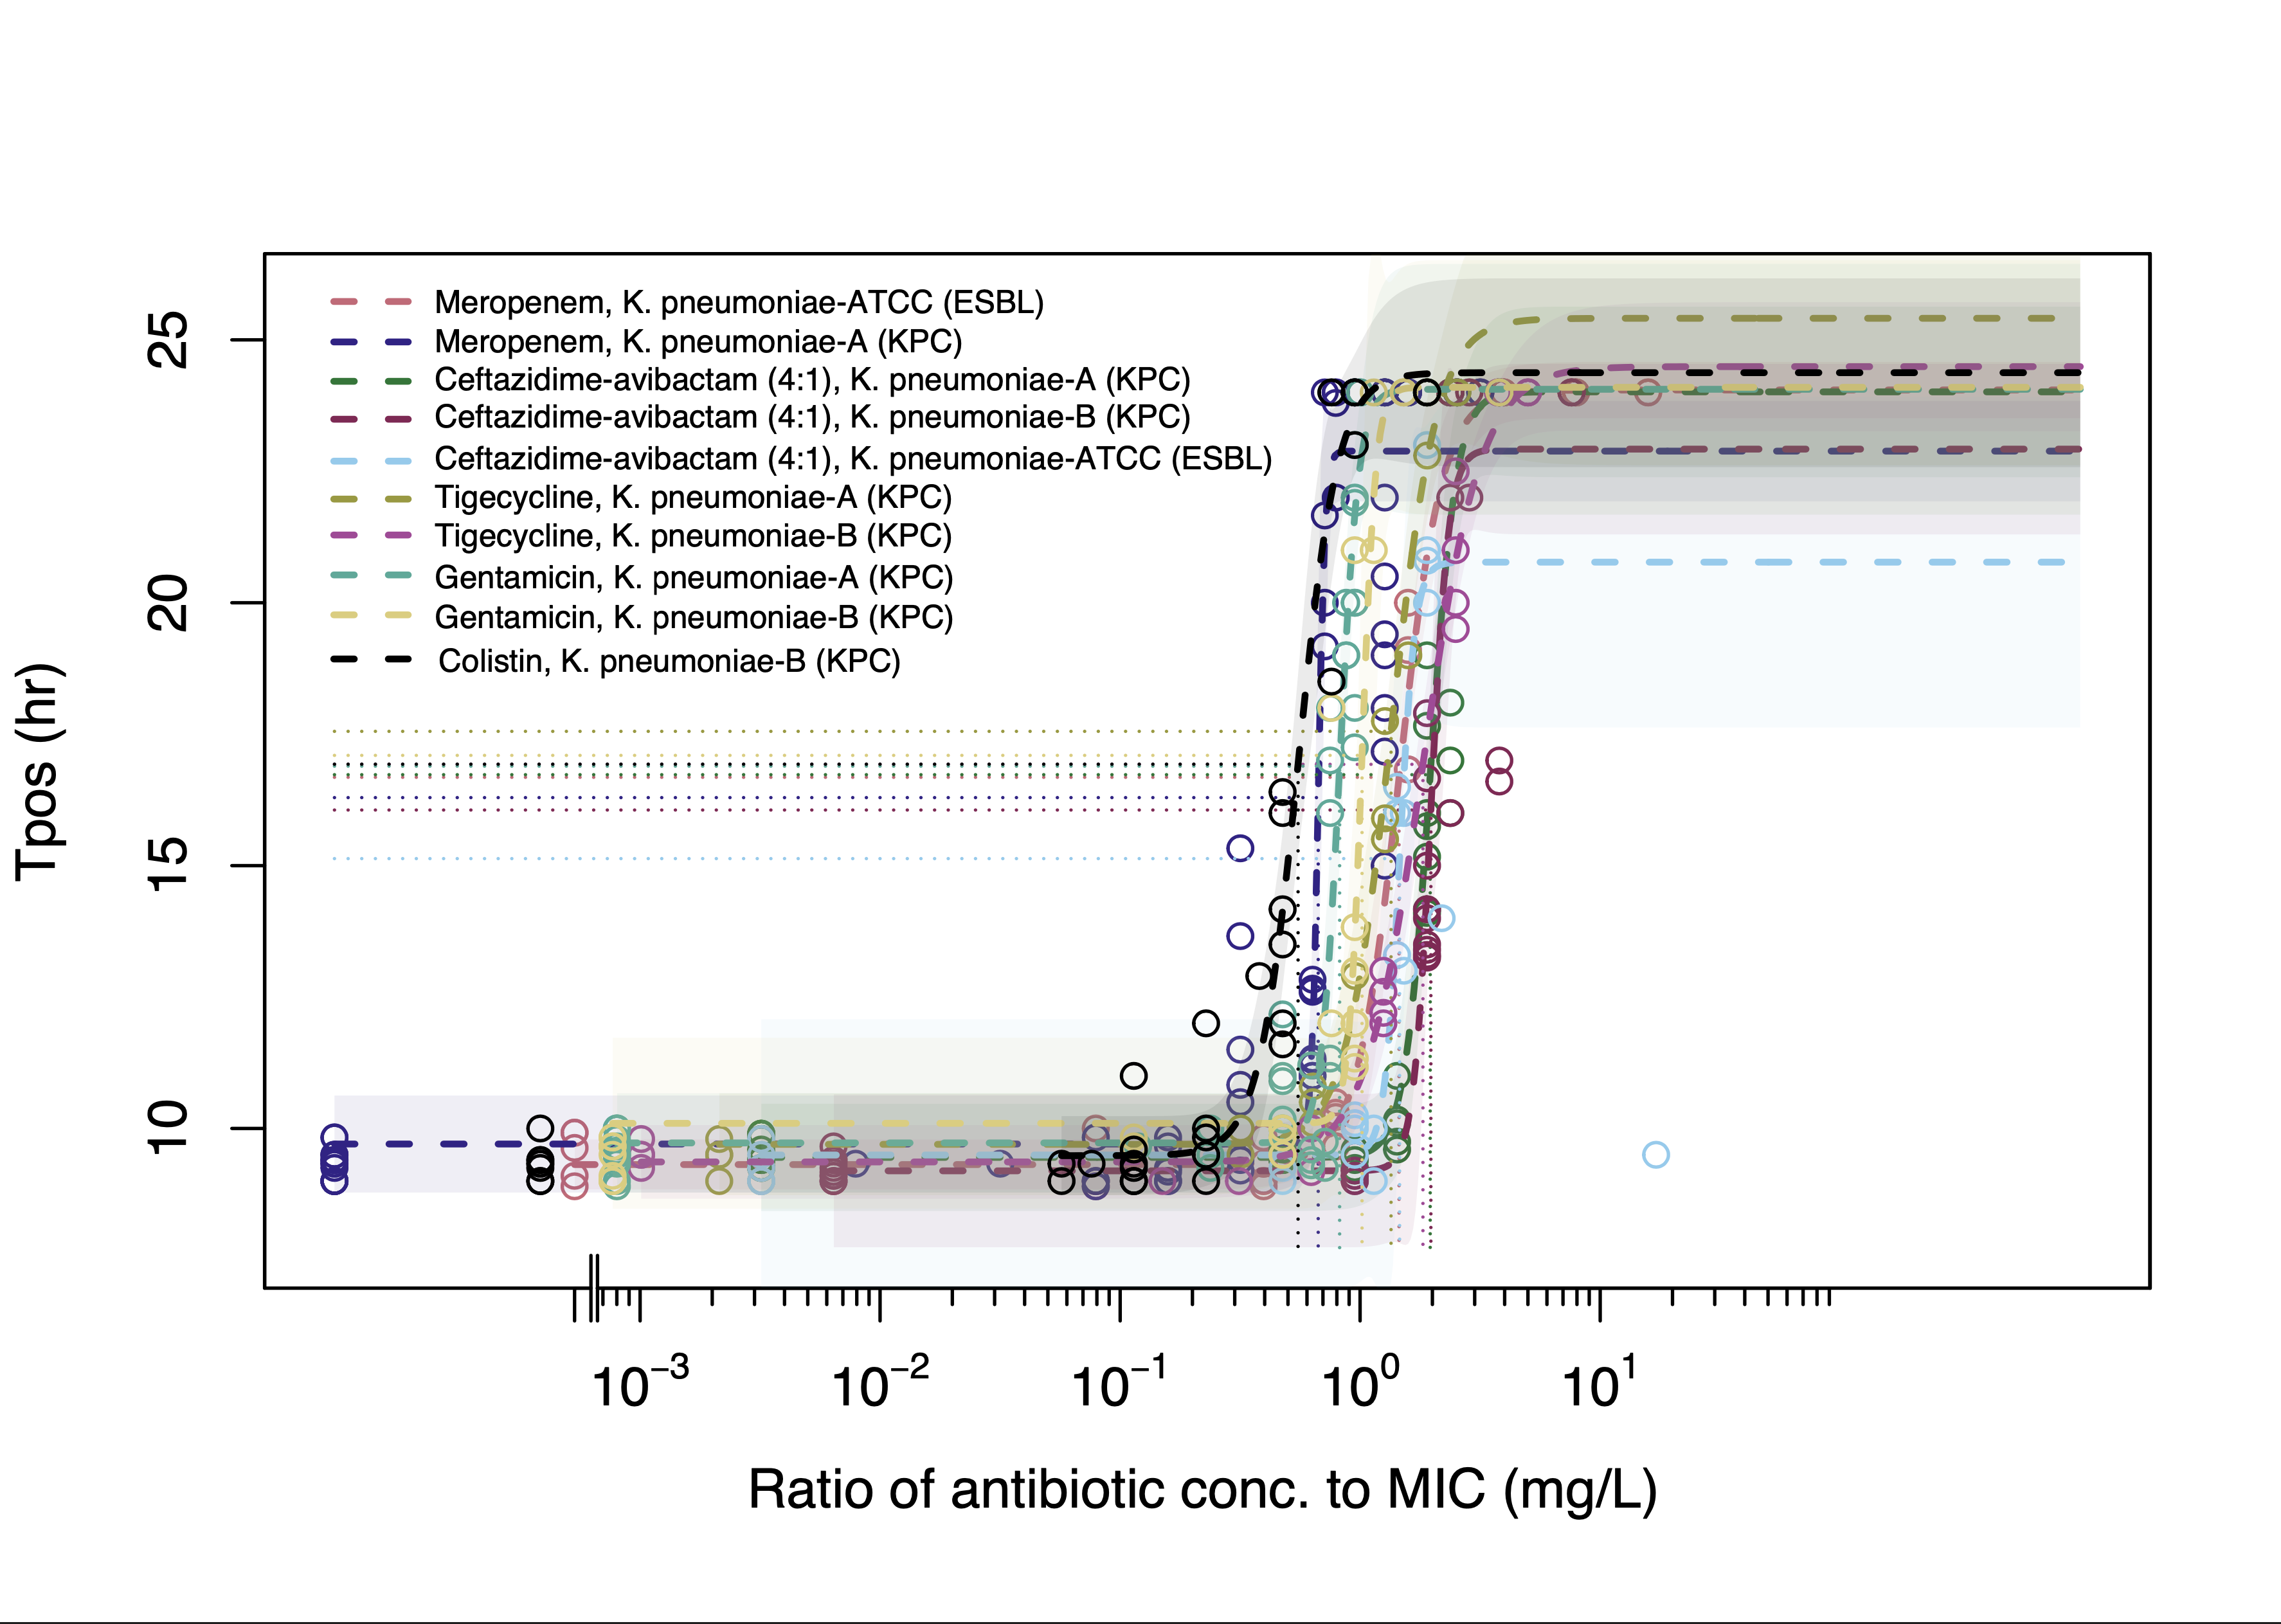 Meropenem, K. pneumoniae-ATCC (ESBL)
Meropenem, K. pneumoniae-A (KPC)
Ceftazidime-avibactam (4:1), K. pneumoniae-A (KPC)
Ceftazidime-avibactam (4:1), K. pneumoniae-B (KPC)
Ceftazidime-avibactam (4:1), K. pneumoniae-ATCC (ESBL)
Tigecycline, K. pneumoniae-A (KPC)
Tigecycline, K. pneumoniae-B (KPC)
Gentamicin, K. pneumoniae-A (KPC)
Gentamicin, K. pneumoniae-B (KPC)
Colistin, K. pneumoniae-B (KPC)
25
20
15
10
Tpos (hr)
10⁻³ 10⁻² 10⁻¹ 10⁰ 10¹
Ratio of antibiotic conc. to MIC (mg/L)